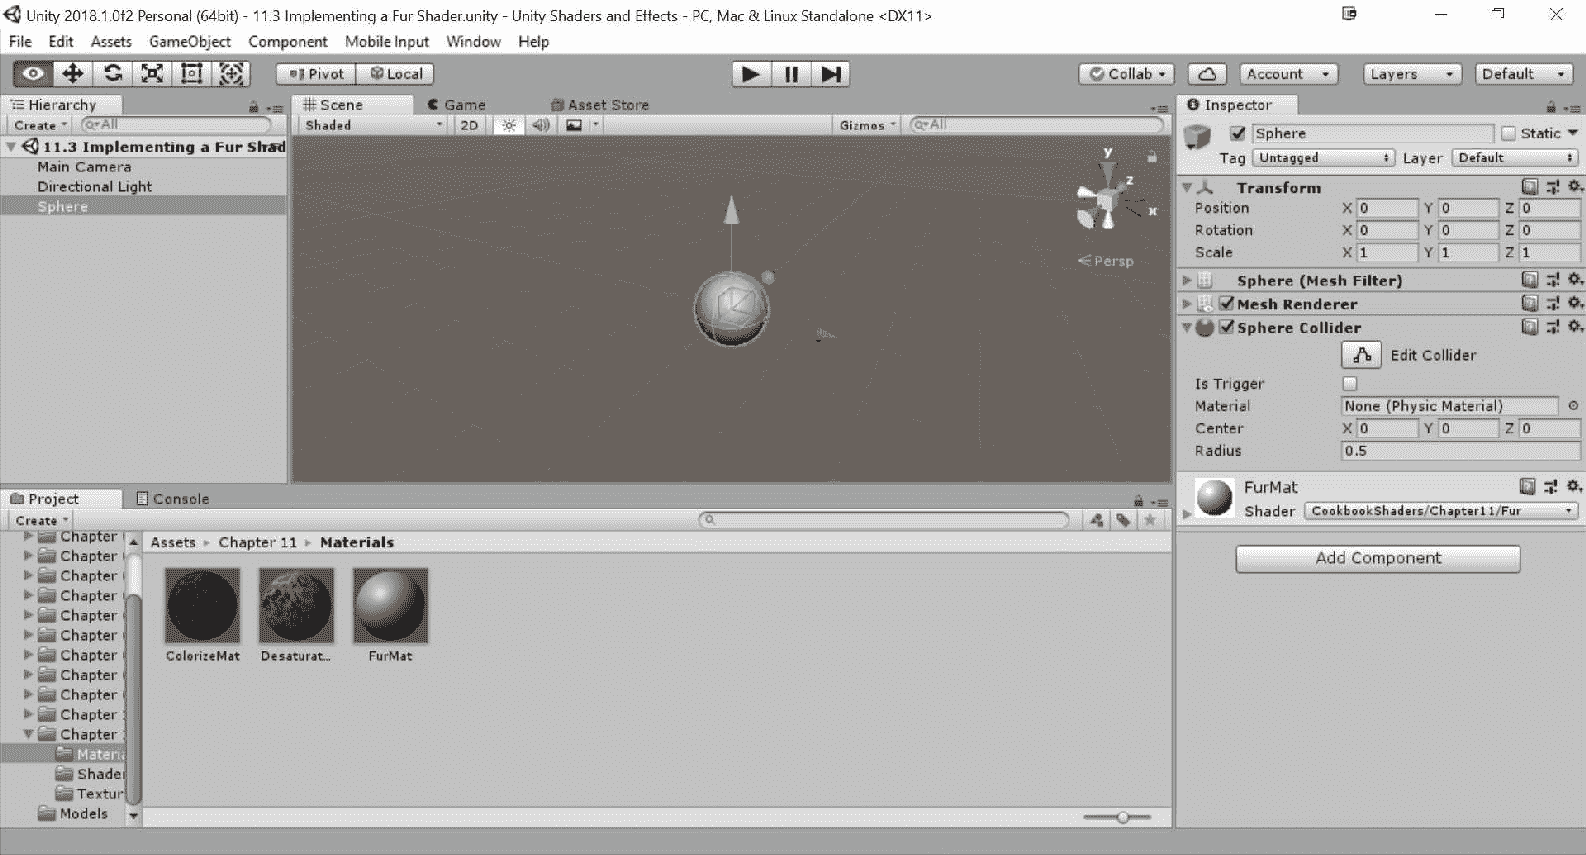 Unity 2018.1.0f2 Personal (64bit) - 11.3 Implementing a Fur Shader.unity - Unity Shaders and Effects - PC, Mac & Linux Standalone <DX11>
File Edit Assets GameObject Component Mobile Input Window Help
Pivot Local Collab Account Layers Default
Hierarchy
Create All
11.3 Implementing a Fur Shad
Main Camera
Directional Light
Sphere
Scene Game Asset Store
Shaded 2D Gizmos All
y
z
x
Persp
Inspector
Sphere Static
Tag Untagged Layer Default
Transform
Position X 0 Y 0 Z 0
Rotation X 0 Y 0 Z 0
Scale X 1 Y 1 Z 1
Sphere (Mesh Filter)
Mesh Renderer
Sphere Collider
Edit Collider
Is Trigger
Material None (Physic Material)
Center X 0 Y 0 Z 0
Radius 0.5
FurMat
Shader CookbookShaders/Chapter11/Fur
Add Component
Project Console
Create
Chapter
Chapter
Chapter
Chapter
Chapter
Chapter
Chapter
Chapter
Chapter
Chapter
Chapter
Materia
Shader
Textur
Models
Assets Chapter 11 Materials
ColorizeMat Desaturat... FurMat